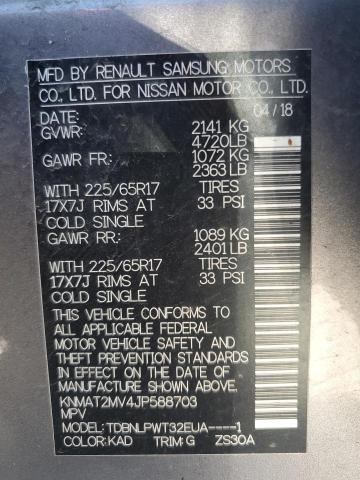 MFD BY RENAULT SAMSUNG MOTORS
CO., LTD. FOR NISSAN MOTOR CO., LTD.
DATE: 04/18
GVWR: 2141 KG
4720LB
GAWR FR: 1072 KG
2363 LB
WITH 225/65R17 TIRES
17X7J RIMS AT 33 PSI
COLD SINGLE
GAWR RR: 1089 KG
2401 LB
WITH 225/65R17 TIRES
17X7J RIMS AT 33 PSI
COLD SINGLE
THIS VEHICLE CONFORMS TO
ALL APPLICABLE FEDERAL
MOTOR VEHICLE SAFETY AND
THEFT PREVENTION STANDARDS
IN EFFECT ON THE DATE OF
MANUFACTURE SHOWN ABOVE.
KNMAT2MV4JP588703
MPV
MODEL: TDBNLPWT32EUA----1
COLOR: KAD TRIM: G ZS30A